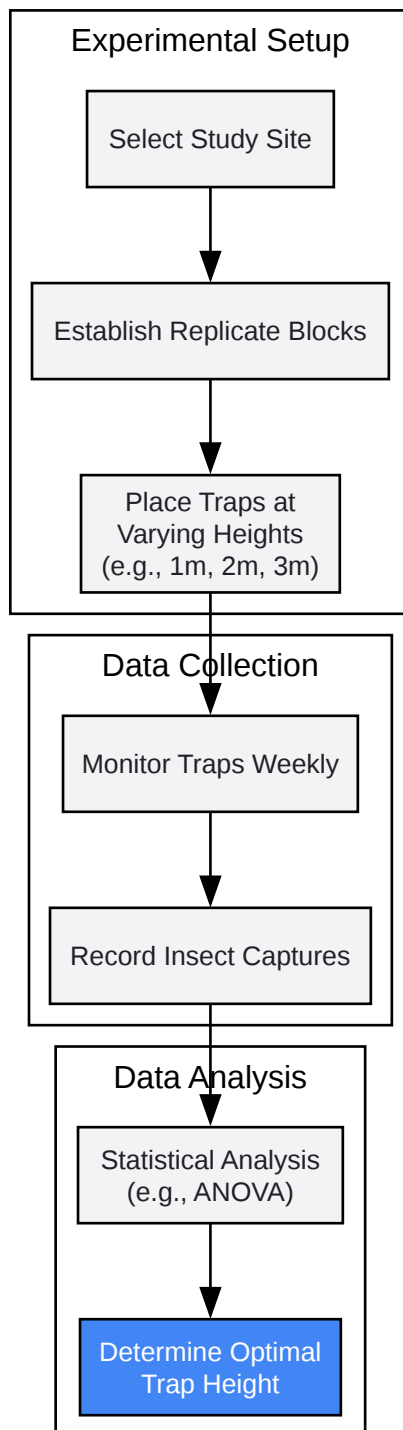 Experimental Setup
Select Study Site
Establish Replicate Blocks
Place Traps at
Varying Heights
(e.g., 1m, 2m, 3m)
Data Collection
Monitor Traps Weekly
Record Insect Captures
Data Analysis
Statistical Analysis
(e.g., ANOVA)
Determine Optimal
Trap Height